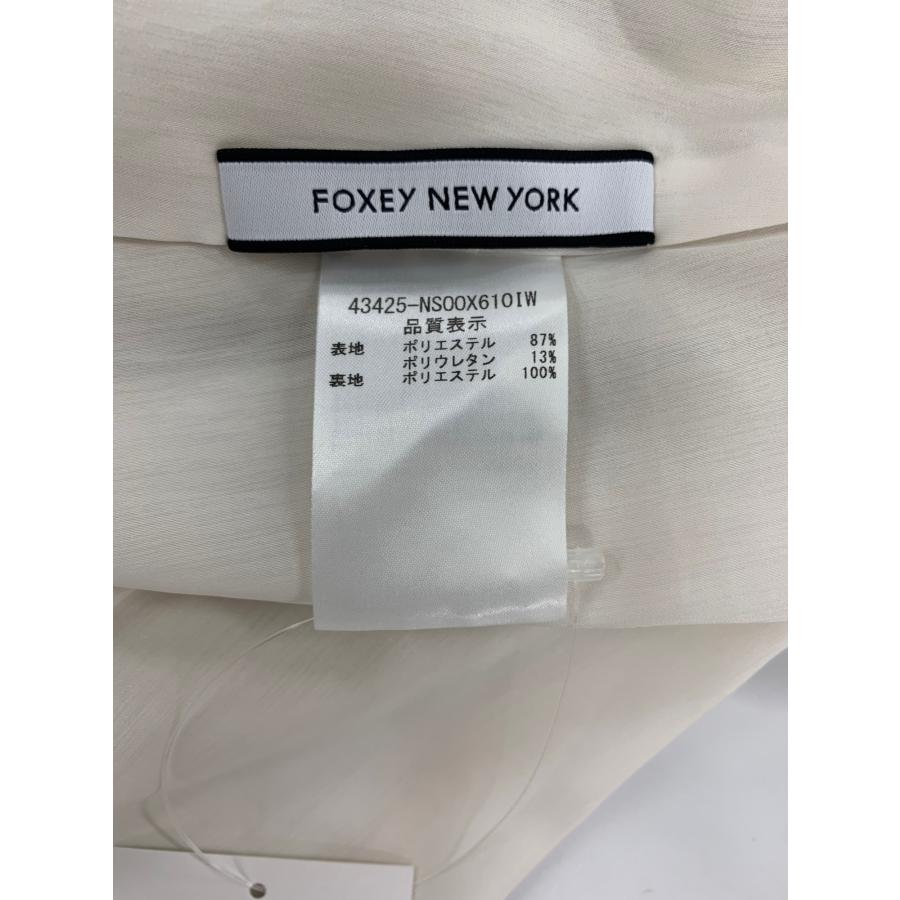 FOXEY NEW YORK
43425-NS00X610IW
品質表示
表地 ポリエステル 87%
ポリウレタン 13%
裏地 ポリエステル 100%